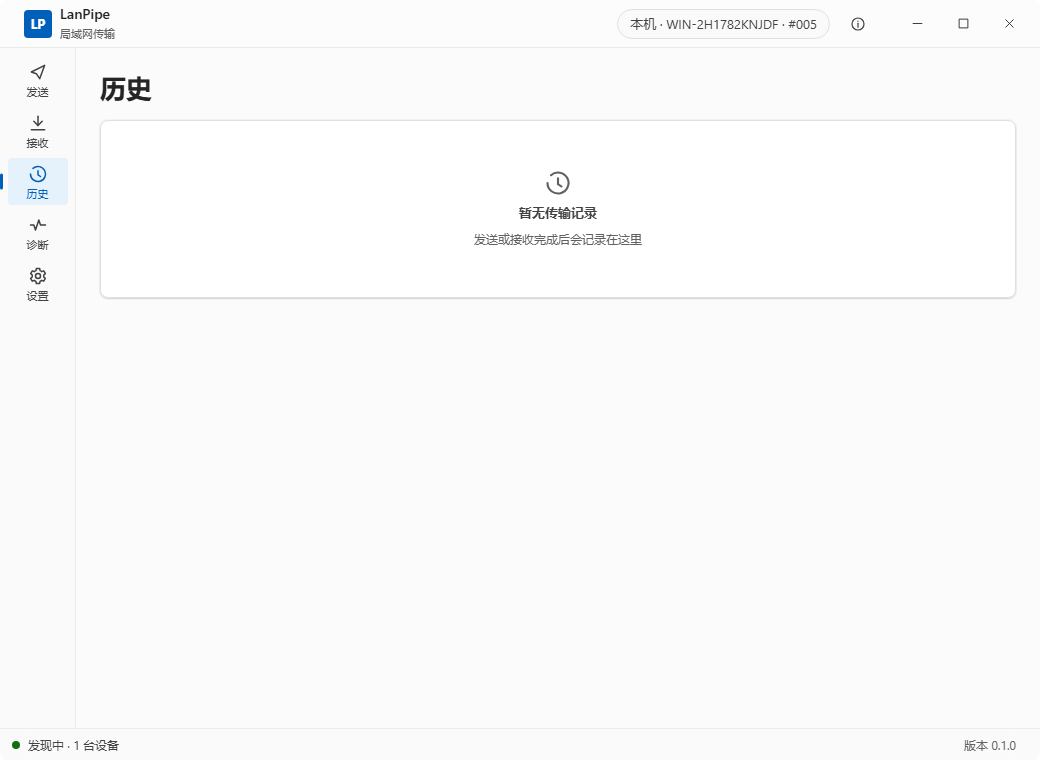 LP
LanPipe
局域网传输
本机 · WIN-2H1782KNJDF · #005
发送
接收
历史
诊断
设置
历史
暂无传输记录
发送或接收完成后会记录在这里
发现中 · 1 台设备
版本 0.1.0